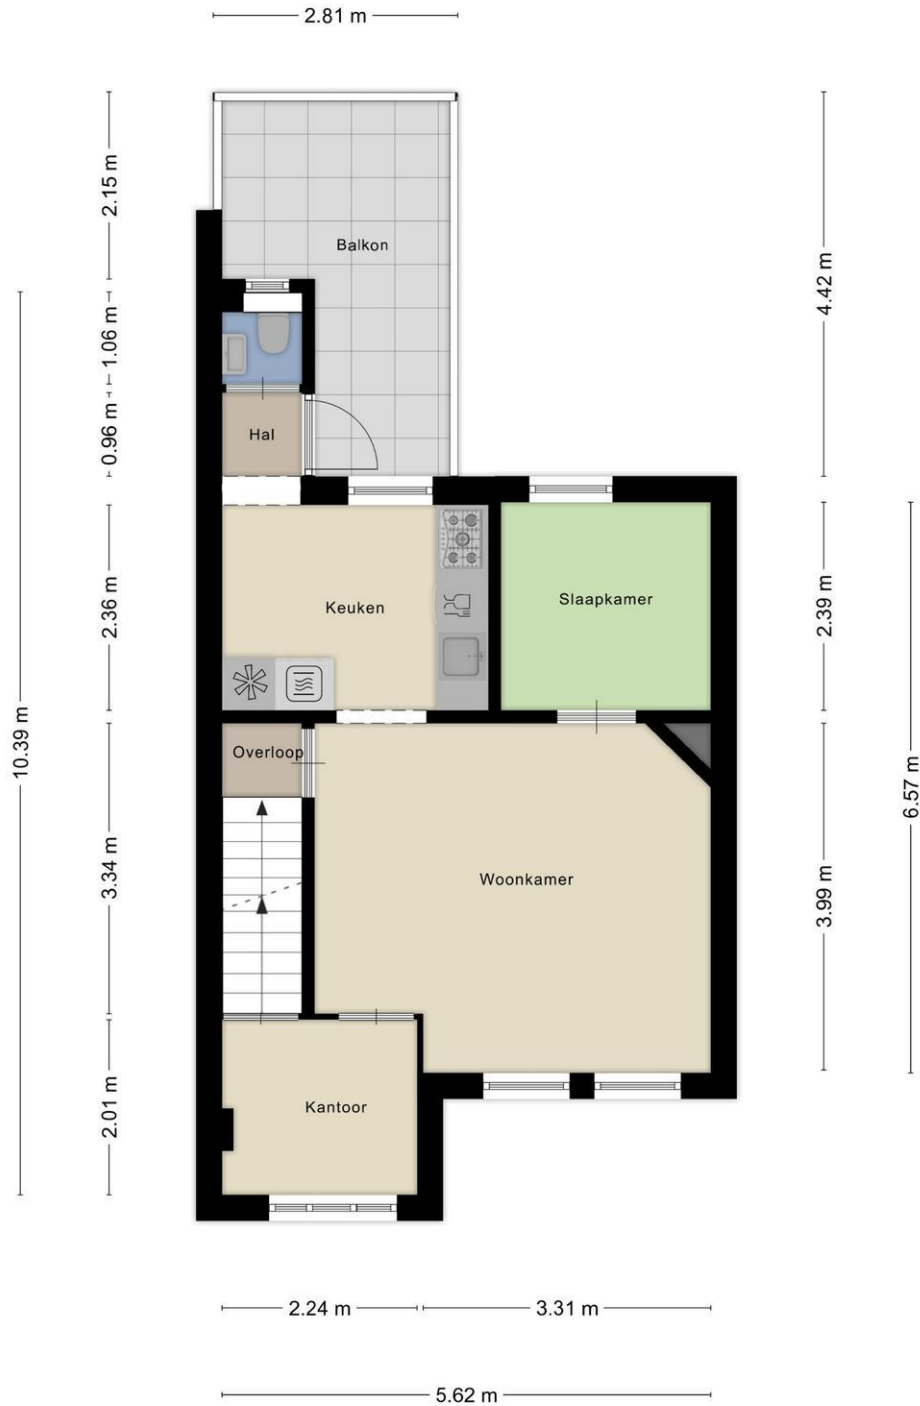 2.81 m
2.15 m
Balkon
4.42 m
1.06 m
0.96 m
Hal
2.36 m
Keuken
Slaapkamer
2.39 m
10.39 m
Overloop
6.57 m
3.34 m
Woonkamer
3.99 m
2.01 m
Kantoor
2.24 m
3.31 m
5.62 m